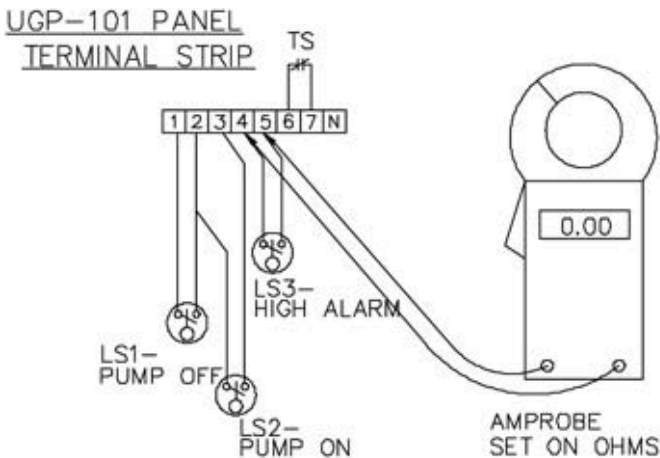 UGP-101 PANEL
TERMINAL STRIP
TS
1 2 3 4 5 6 7 N
0.00
LS3-
HIGH ALARM
LS1-
PUMP OFF
LS2-
PUMP ON
AMPROBE
SET ON OHMS